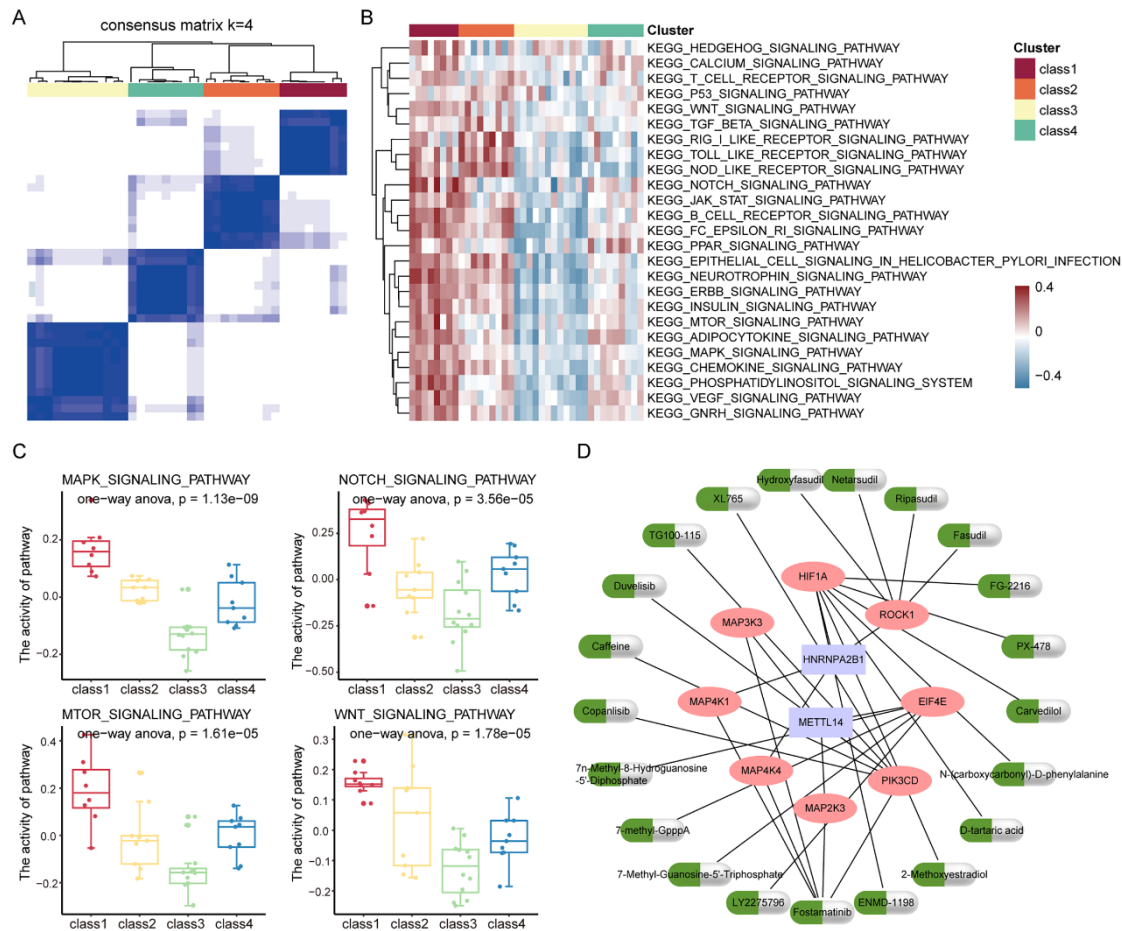 A
consensus matrix k=4
B
Cluster
KEGG_HEDGEHOG_SIGNALING_PATHWAY
KEGG_CALCIUM_SIGNALING_PATHWAY
KEGG_T_CELL_RECEPTOR_SIGNALING_PATHWAY
KEGG_P53_SIGNALING_PATHWAY
KEGG_WNT_SIGNALING_PATHWAY
KEGG_TGF_BETA_SIGNALING_PATHWAY
KEGG_RIG_I_LIKE_RECEPTOR_SIGNALING_PATHWAY
KEGG_TOLL_LIKE_RECEPTOR_SIGNALING_PATHWAY
KEGG_NOD_LIKE_RECEPTOR_SIGNALING_PATHWAY
KEGG_NOTCH_SIGNALING_PATHWAY
KEGG_JAK_STAT_SIGNALING_PATHWAY
KEGG_B_CELL_RECEPTOR_SIGNALING_PATHWAY
KEGG_FC_EPSILON_RI_SIGNALING_PATHWAY
KEGG_PPAR_SIGNALING_PATHWAY
KEGG_EPITHELIAL_CELL_SIGNALING_IN_HELICOBACTER_PYLORI_INFECTION
KEGG_NEUROTROPHIN_SIGNALING_PATHWAY
KEGG_ERBB_SIGNALING_PATHWAY
KEGG_INSULIN_SIGNALING_PATHWAY
KEGG_MTOR_SIGNALING_PATHWAY
KEGG_ADIPOCYTOKINE_SIGNALING_PATHWAY
KEGG_MAPK_SIGNALING_PATHWAY
KEGG_CHEMOKINE_SIGNALING_PATHWAY
KEGG_PHOSPHATIDYLINOSITOL_SIGNALING_SYSTEM
KEGG_VEGF_SIGNALING_PATHWAY
KEGG_GNRH_SIGNALING_PATHWAY
Cluster
class1
class2
class3
class4
0.4
0
−0.4
C
MAPK_SIGNALING_PATHWAY
one−way anova, p = 1.13e−09
The activity of pathway
0.2
0.0
−0.2
class1 class2 class3 class4
NOTCH_SIGNALING_PATHWAY
one−way anova, p = 3.56e−05
The activity of pathway
0.25
0.00
−0.25
−0.50
class1 class2 class3 class4
MTOR_SIGNALING_PATHWAY
one−way anova, p = 1.61e−05
The activity of pathway
0.4
0.2
0.0
−0.2
class1 class2 class3 class4
WNT_SIGNALING_PATHWAY
one−way anova, p = 1.78e−05
The activity of pathway
0.3
0.2
0.1
0.0
−0.1
−0.2
class1 class2 class3 class4
D
Hydroxyfasudil
Netarsudil
XL765
Ripasudil
TG100-115
Fasudil
Duvelisib
HIF1A
FG-2216
ROCK1
MAP3K3
Caffeine
PX-478
HNRNPA2B1
MAP4K1
EIF4E
Copanlisib
METTL14
Carvedilol
7n-Methyl-8-Hydroguanosine
-5'-Diphosphate
MAP4K4
PIK3CD
N-(carboxycarbonyl)-D-phenylalanine
MAP2K3
7-methyl-GpppA
D-tartaric acid
7-Methyl-Guanosine-5'-Triphosphate
2-Methoxyestradiol
LY2275796
Fostamatinib
ENMD-1198